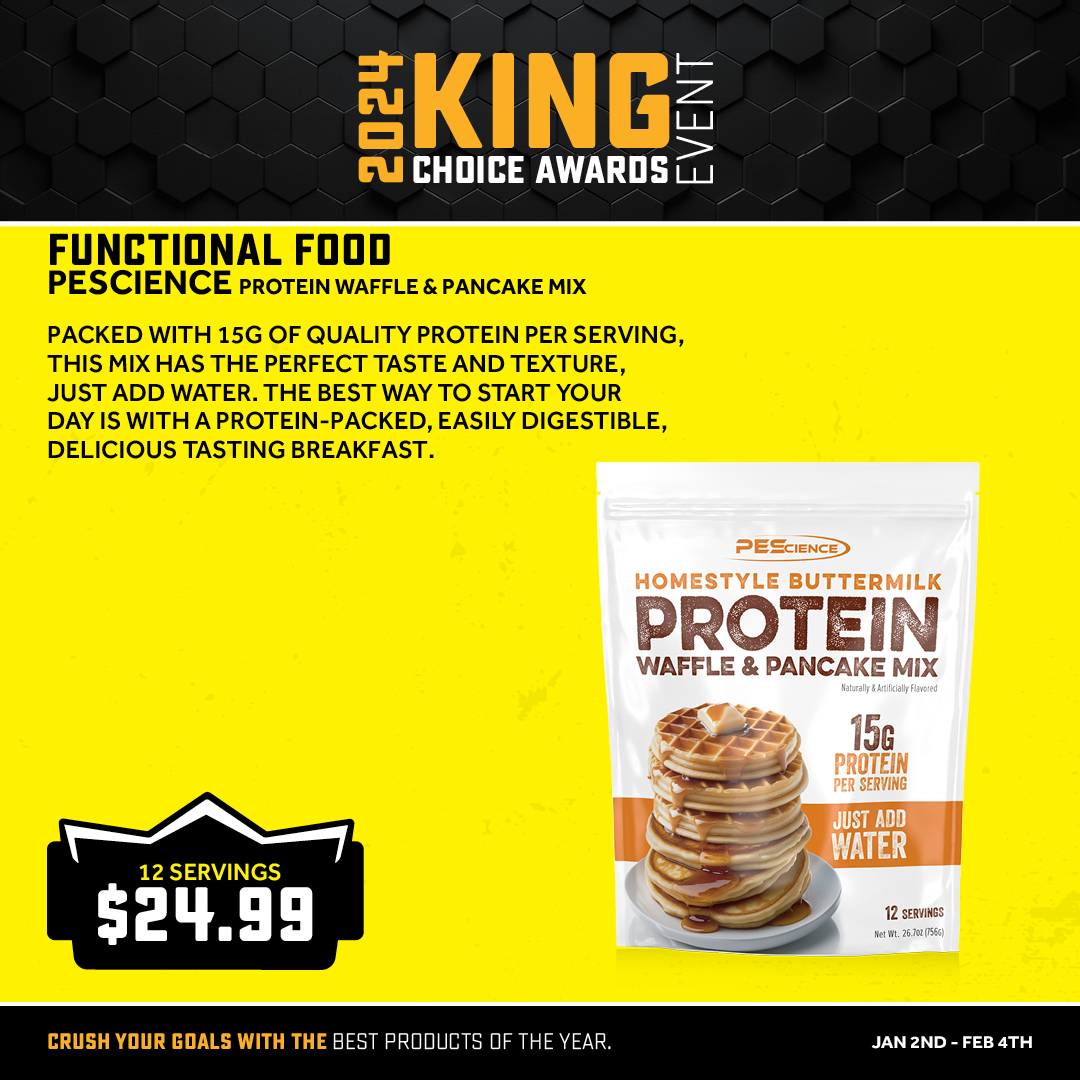 2024
KING
CHOICE AWARDS
EVENT
FUNCTIONAL FOOD
PESCIENCE PROTEIN WAFFLE & PANCAKE MIX
PACKED WITH 15G OF QUALITY PROTEIN PER SERVING,
THIS MIX HAS THE PERFECT TASTE AND TEXTURE,
JUST ADD WATER. THE BEST WAY TO START YOUR
DAY IS WITH A PROTEIN-PACKED, EASILY DIGESTIBLE,
DELICIOUS TASTING BREAKFAST.
PESCIENCE
HOMESTYLE BUTTERMILK
PROTEIN
WAFFLE & PANCAKE MIX
Naturally & Artificially Flavored
15G
PROTEIN
PER SERVING
JUST ADD
WATER
12 SERVINGS
Net Wt. 26.7oz (756g)
12 SERVINGS
$24.99
CRUSH YOUR GOALS WITH THE BEST PRODUCTS OF THE YEAR.
JAN 2ND - FEB 4TH